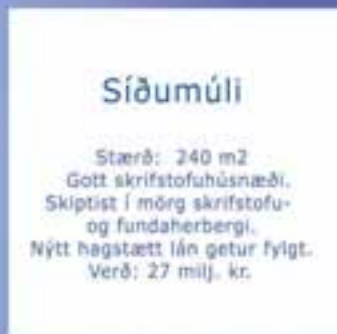 Síðumúli
Stærð: 240 m2
Gott skrifstofuhúsnæði.
Skiptist í mörg skrifstofu-
og fundaherbergi.
Nýtt hagstætt lán getur fylgt.
Verð: 27 milj. kr.